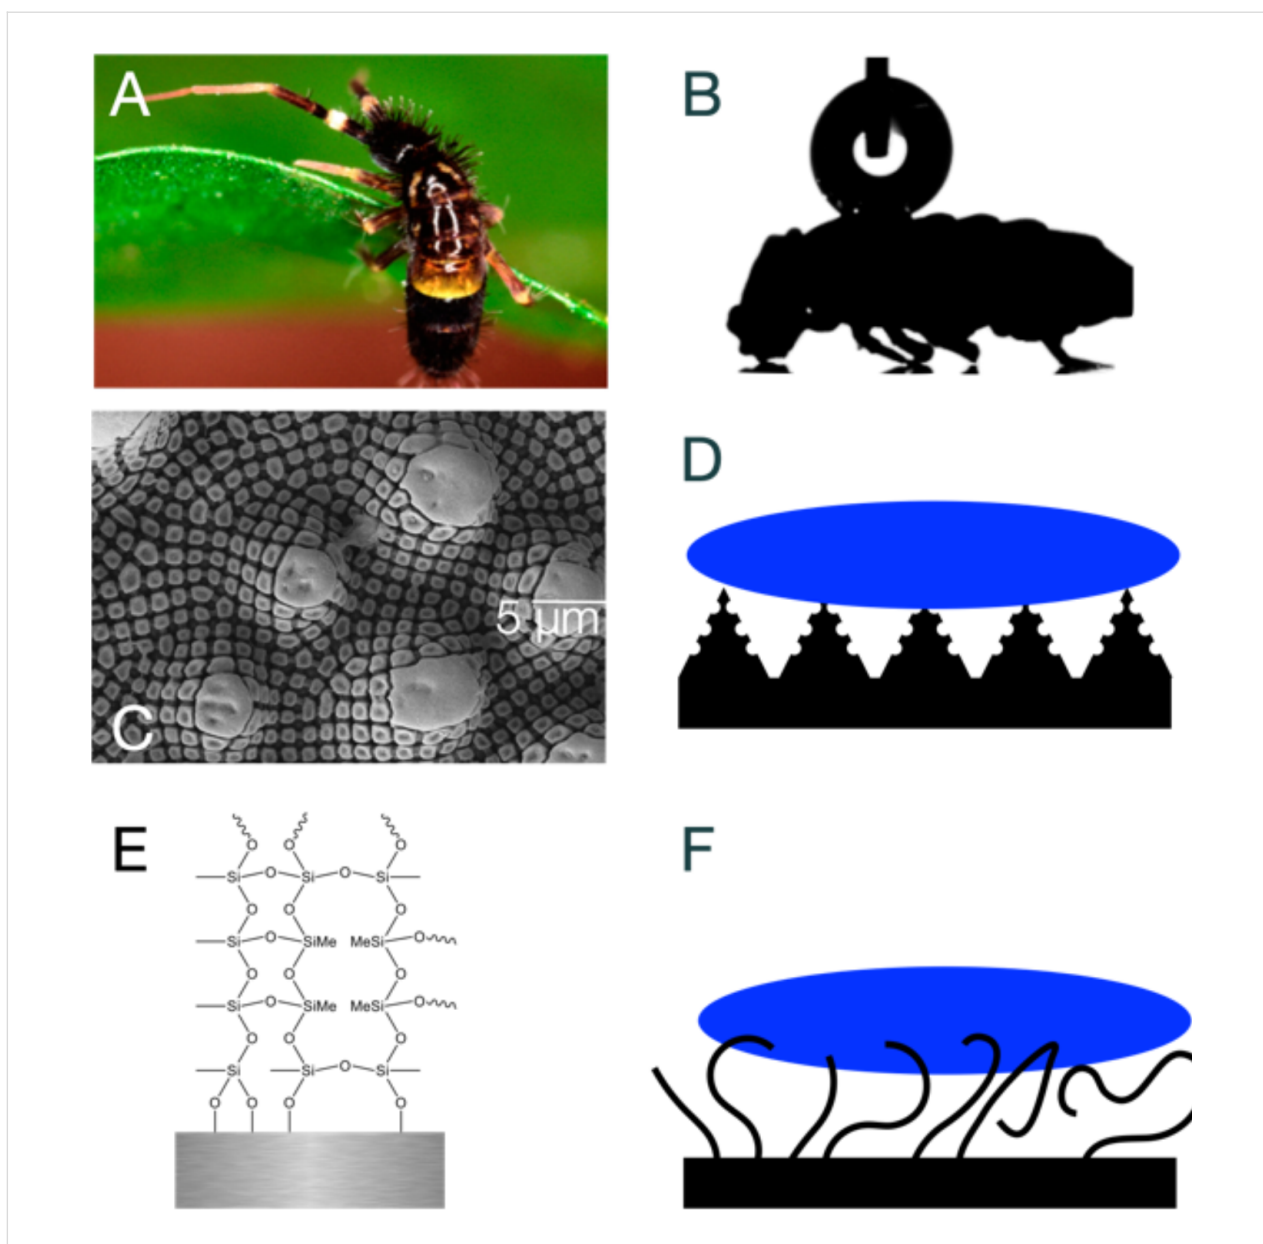 A
B
C
5 µm
D
E
F
O O O
Si O Si O Si
O O O
Si O SiMe MeSi O
O O O
Si O SiMe MeSi O
O O O
Si Si O Si
O O O O